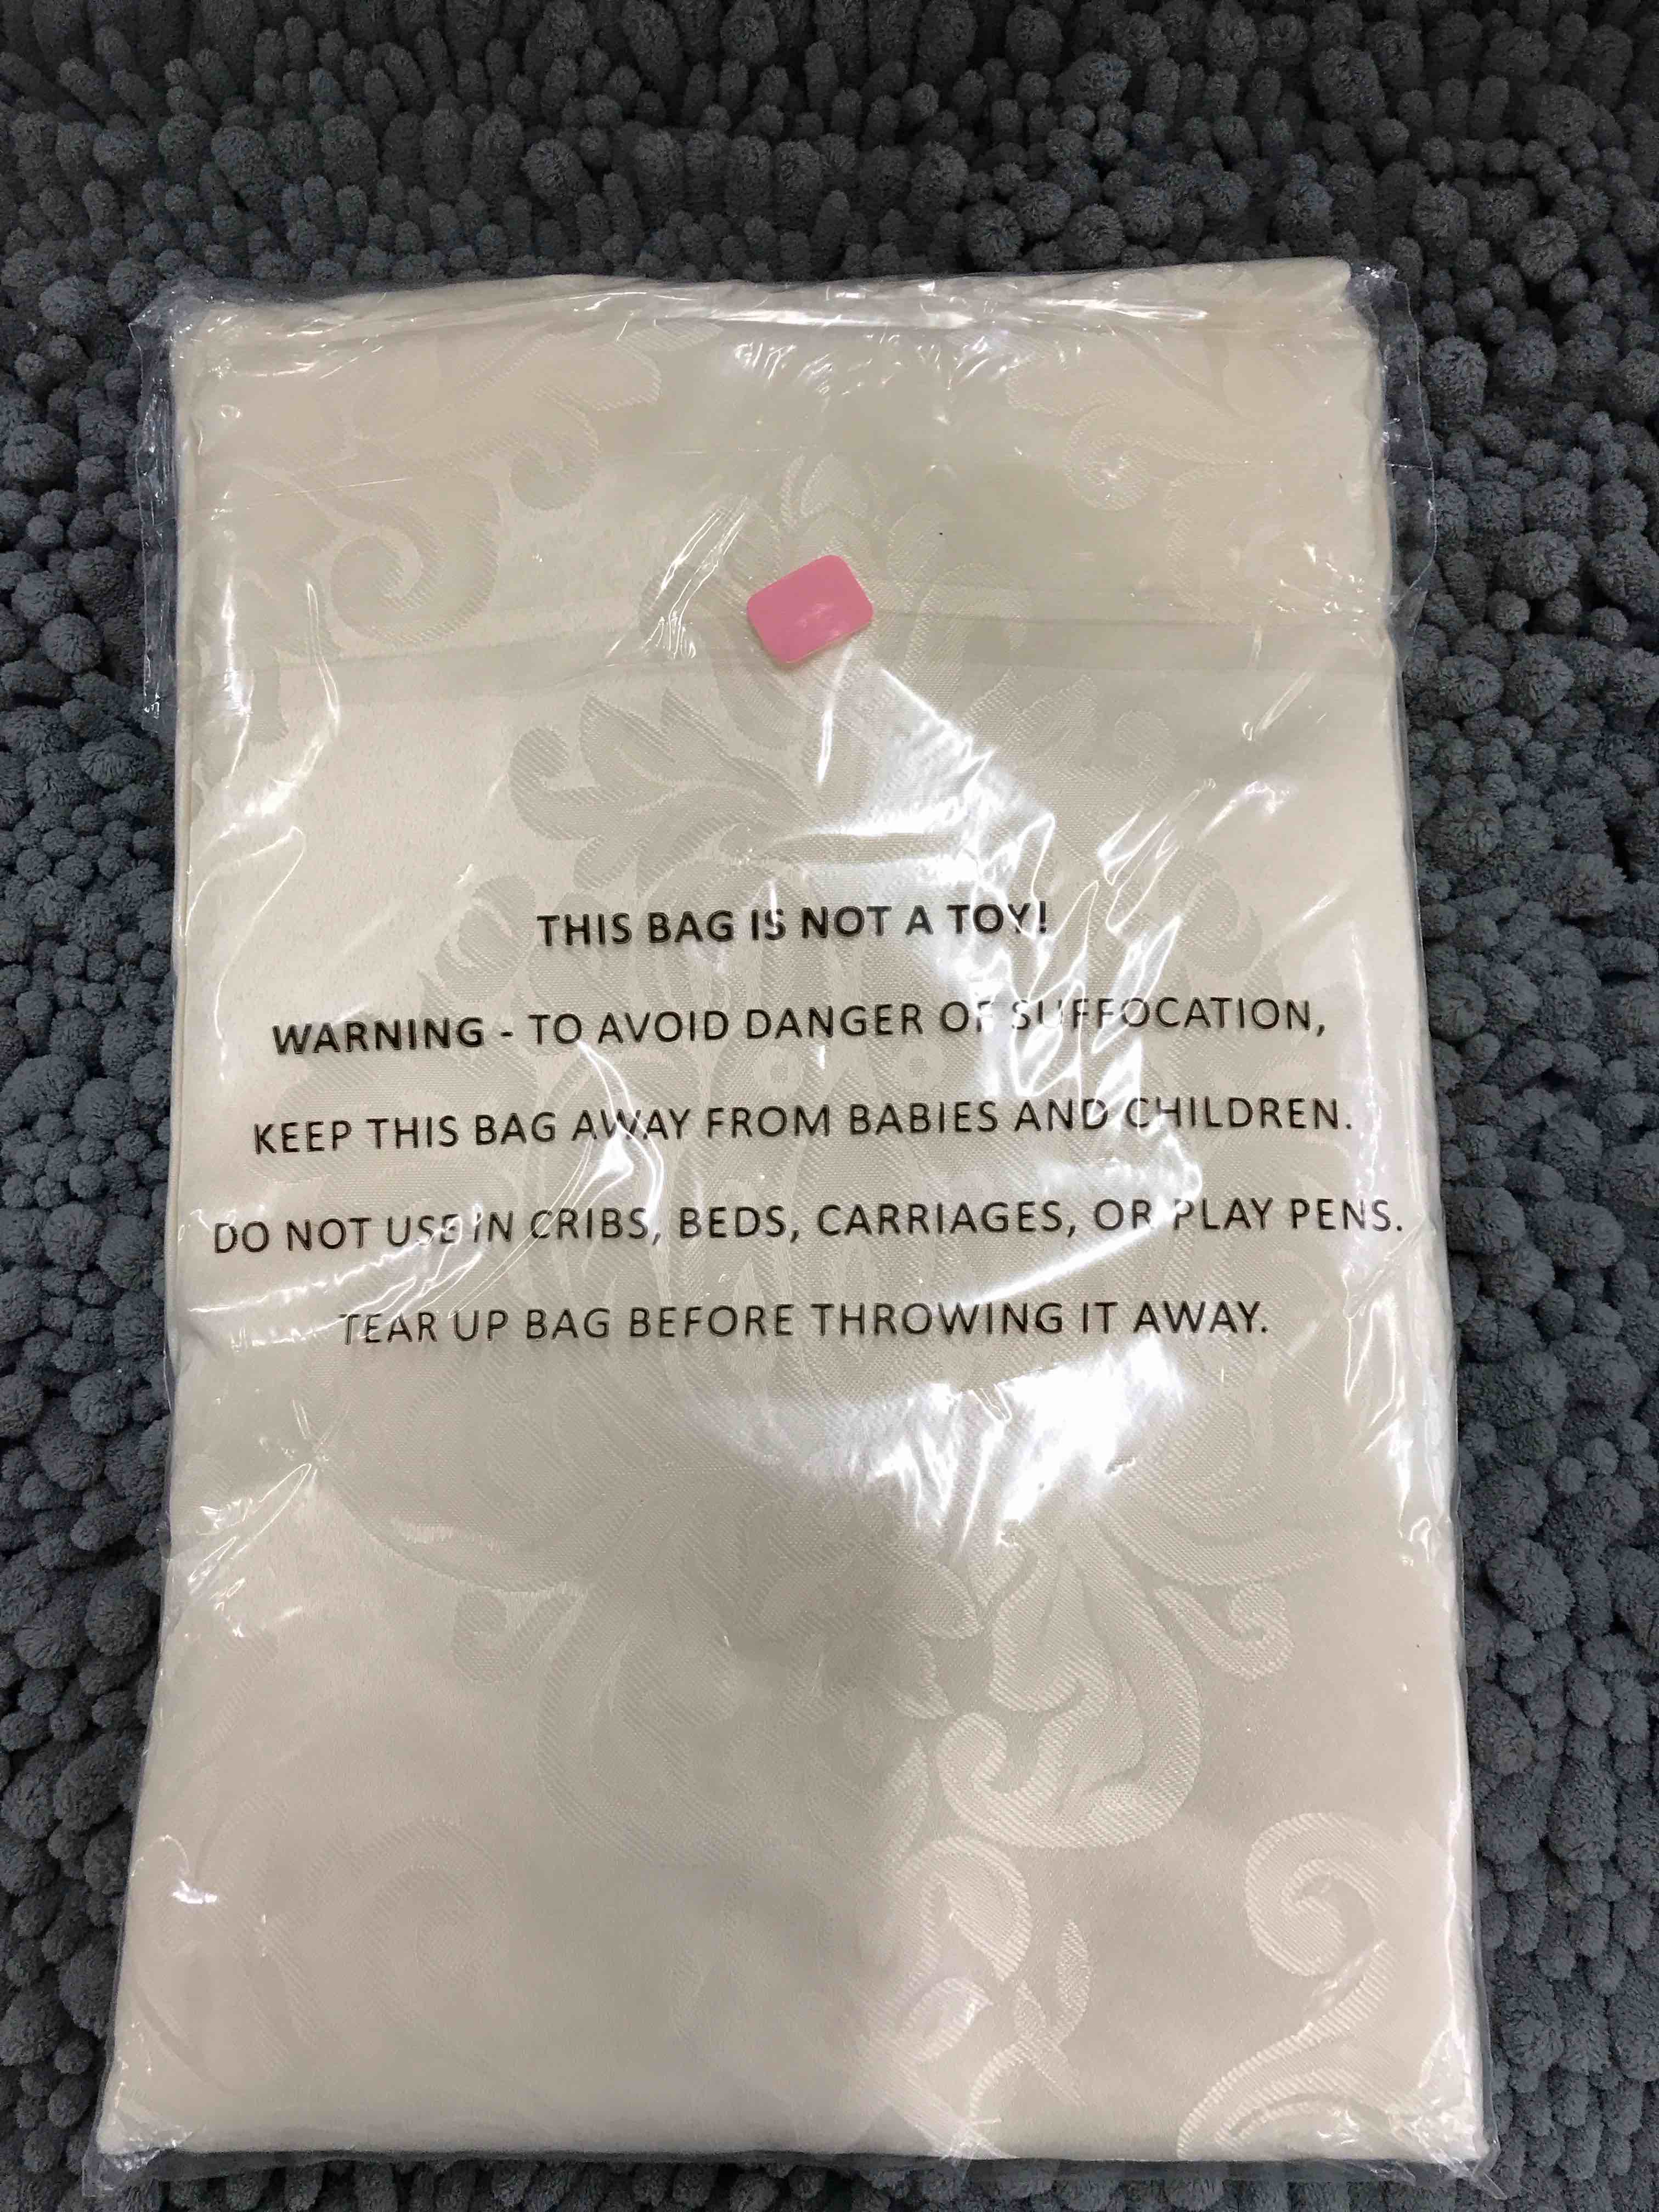 THIS BAG IS NOT A TOY!
WARNING - TO AVOID DANGER OF SUFFOCATION,
KEEP THIS BAG AWAY FROM BABIES AND CHILDREN.
DO NOT USE IN CRIBS, BEDS, CARRIAGES, OR PLAY PENS.
TEAR UP BAG BEFORE THROWING IT AWAY.